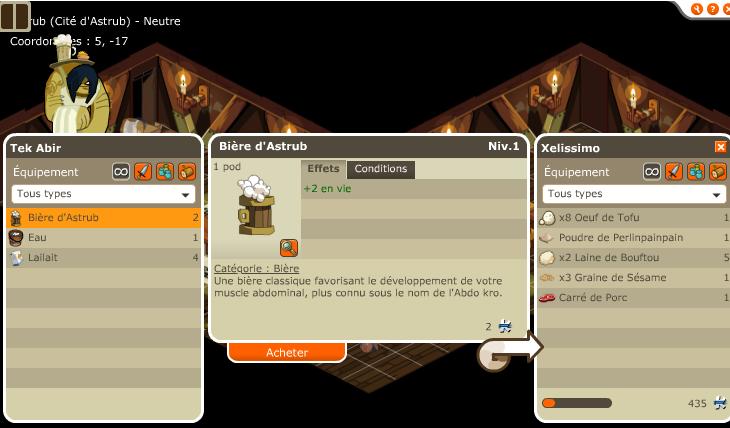 rub (Cité d'Astrub) - Neutre
Coordonnées : 5, -17
Tek Abir
Équipement
Tous types
Bière d'Astrub 2
Eau 1
Lailait 4
Bière d'Astrub Niv.1
1 pod
Effets Conditions
+2 en vie
Catégorie : Bière
Une bière classique favorisant le développement de votre
muscle abdominal, plus connu sous le nom de l'Abdo kro.
2
Acheter
Xelissimo
Équipement
Tous types
x8 Oeuf de Tofu 1
Poudre de Perlinpainpain 1
x2 Laine de Bouftou 5
x3 Graine de Sésame 1
Carré de Porc 1
435